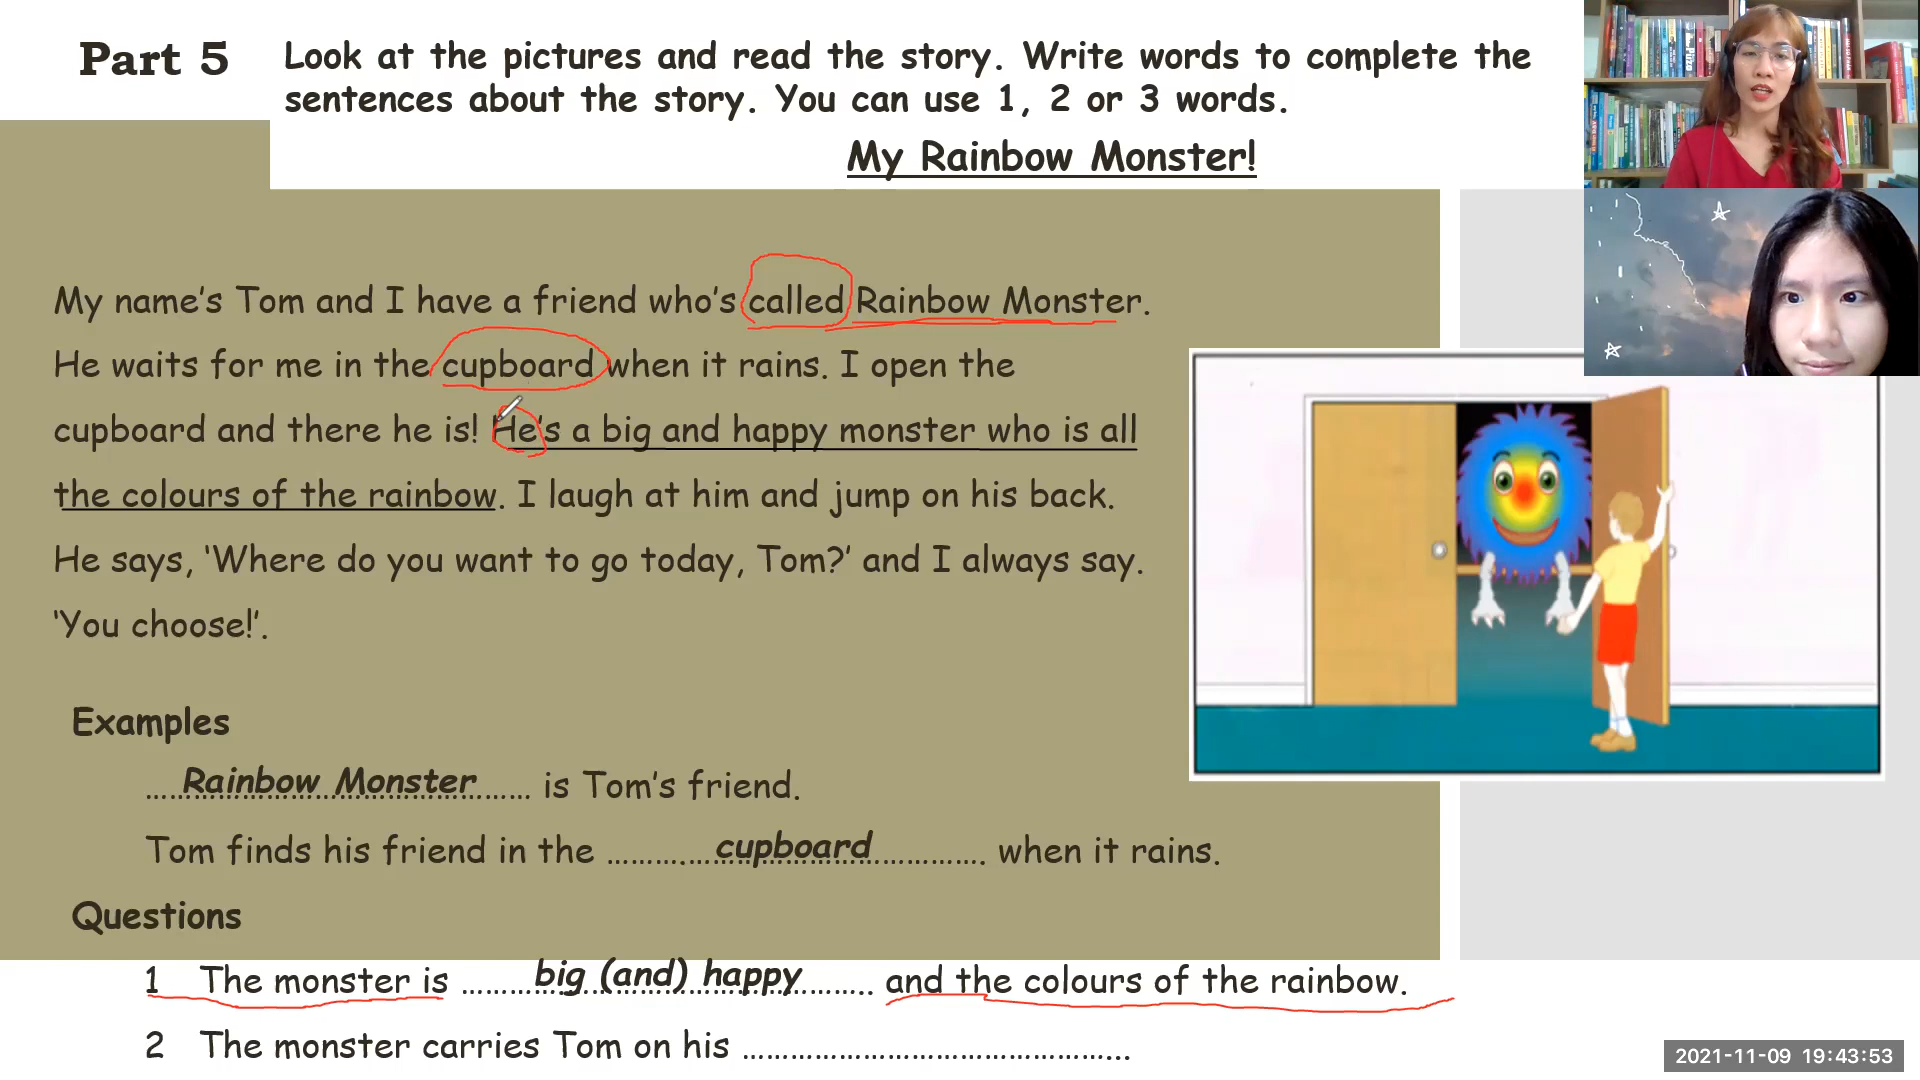 Part 5
Look at the pictures and read the story. Write words to complete the
sentences about the story. You can use 1, 2 or 3 words.
My Rainbow Monster!
My name's Tom and I have a friend who's called Rainbow Monster.
He waits for me in the cupboard when it rains. I open the
cupboard and there he is! He's a big and happy monster who is all
the colours of the rainbow. I laugh at him and jump on his back.
He says, 'Where do you want to go today, Tom?' and I always say.
'You choose!'.
Examples
……Rainbow Monster…… is Tom's friend.
Tom finds his friend in the ……….…cupboard…………. when it rains.
Questions
1 The monster is ………big (and) happy……….. and the colours of the rainbow.
2 The monster carries Tom on his ………………………………………...
2021-11-09 19:43:53